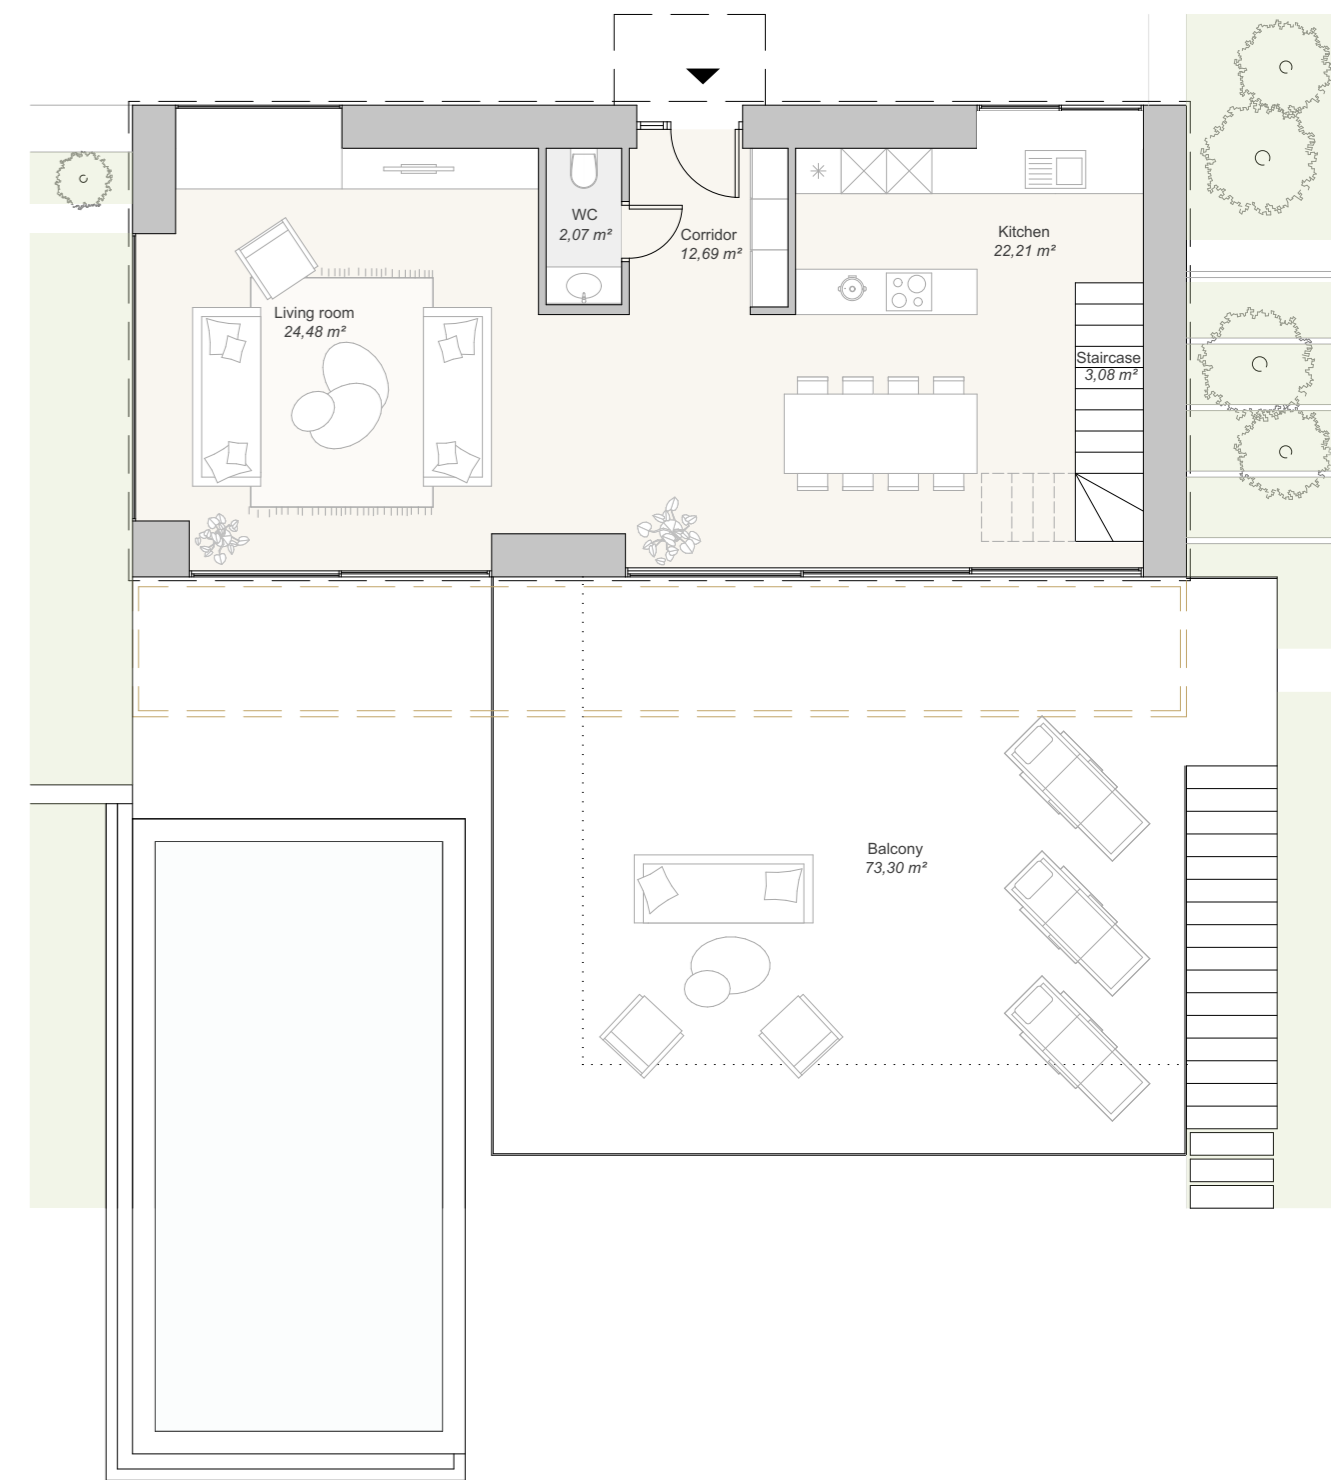 WC
2,07 m²
Corridor
12,69 m²
Kitchen
22,21 m²
Living room
24,48 m²
Staircase
3,08 m²
Balcony
73,30 m²